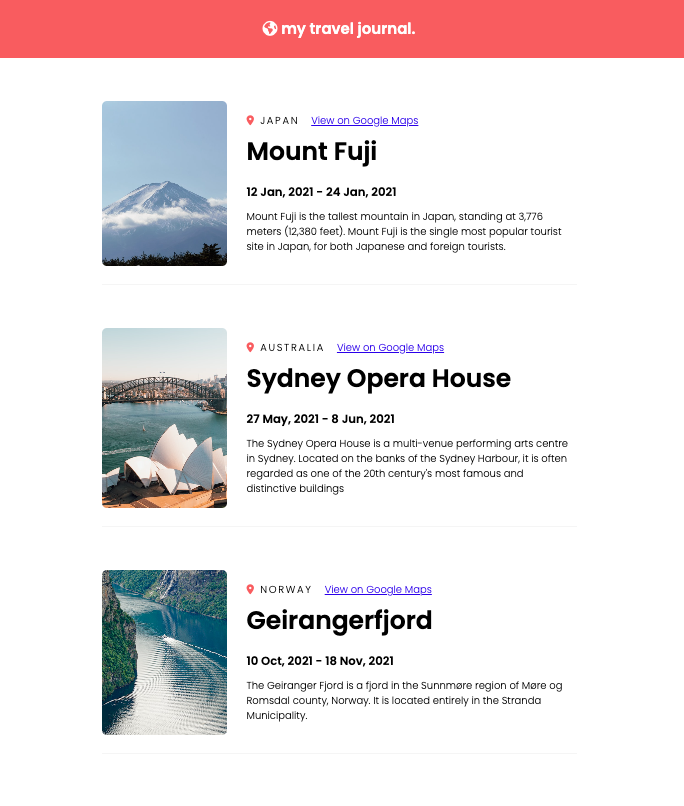 my travel journal.
JAPAN View on Google Maps
Mount Fuji
12 Jan, 2021 - 24 Jan, 2021
Mount Fuji is the tallest mountain in Japan, standing at 3,776
meters (12,380 feet). Mount Fuji is the single most popular tourist
site in Japan, for both Japanese and foreign tourists.
AUSTRALIA View on Google Maps
Sydney Opera House
27 May, 2021 - 8 Jun, 2021
The Sydney Opera House is a multi-venue performing arts centre
in Sydney. Located on the banks of the Sydney Harbour, it is often
regarded as one of the 20th century's most famous and
distinctive buildings
NORWAY View on Google Maps
Geirangerfjord
10 Oct, 2021 - 18 Nov, 2021
The Geiranger Fjord is a fjord in the Sunnmøre region of Møre og
Romsdal county, Norway. It is located entirely in the Stranda
Municipality.